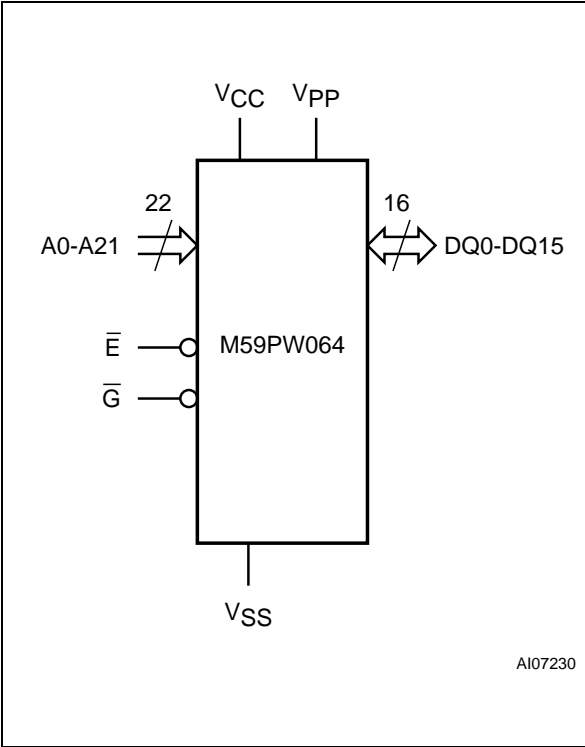 VCC VPP
22 16
A0-A21 DQ0-DQ15
E̅ M59PW064
G̅
VSS
AI07230